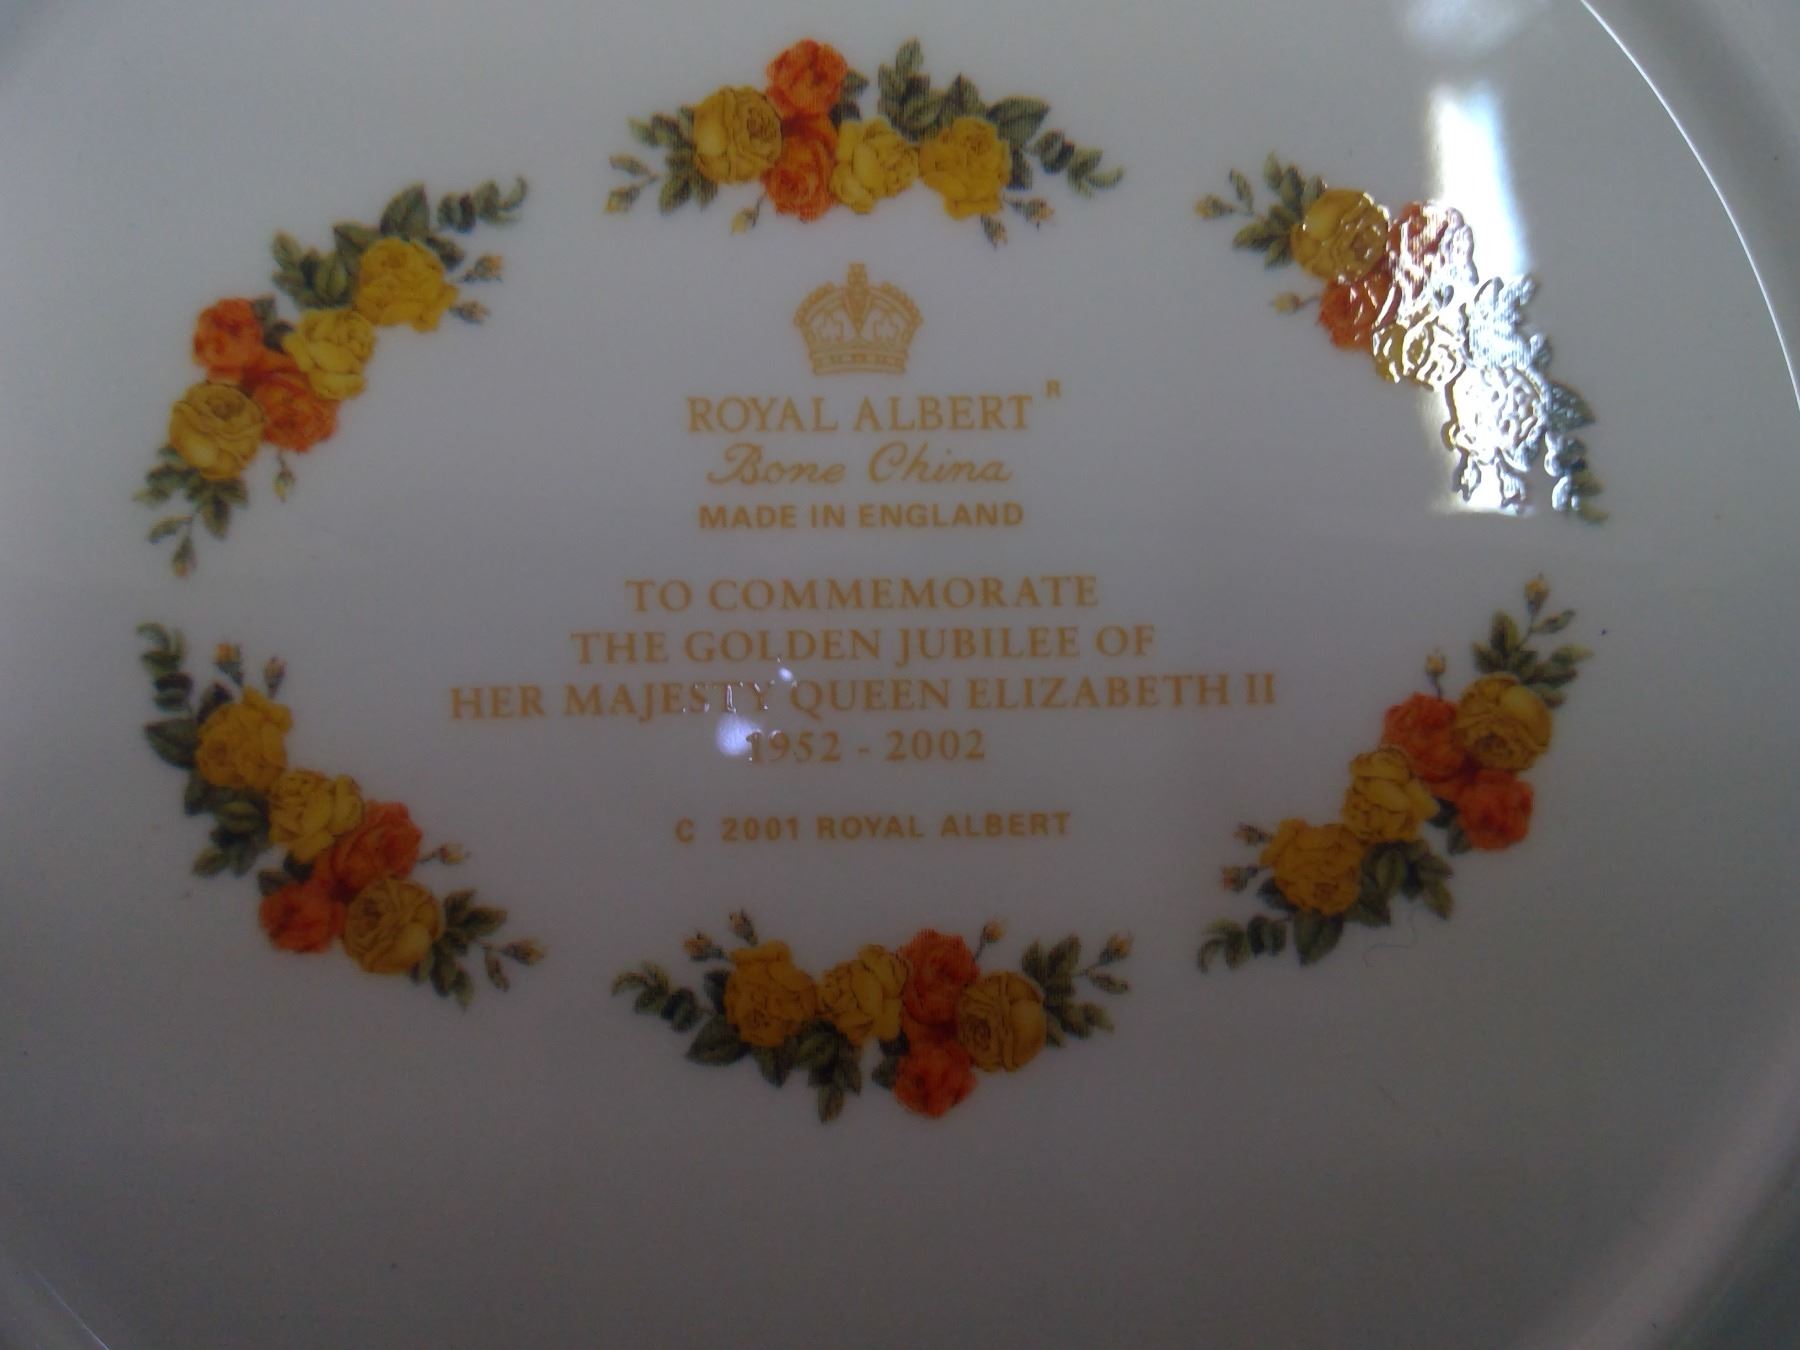 ROYAL ALBERT R
Bone China
MADE IN ENGLAND
TO COMMEMORATE
THE GOLDEN JUBILEE OF
HER MAJESTY QUEEN ELIZABETH II
1952 - 2002
C 2001 ROYAL ALBERT